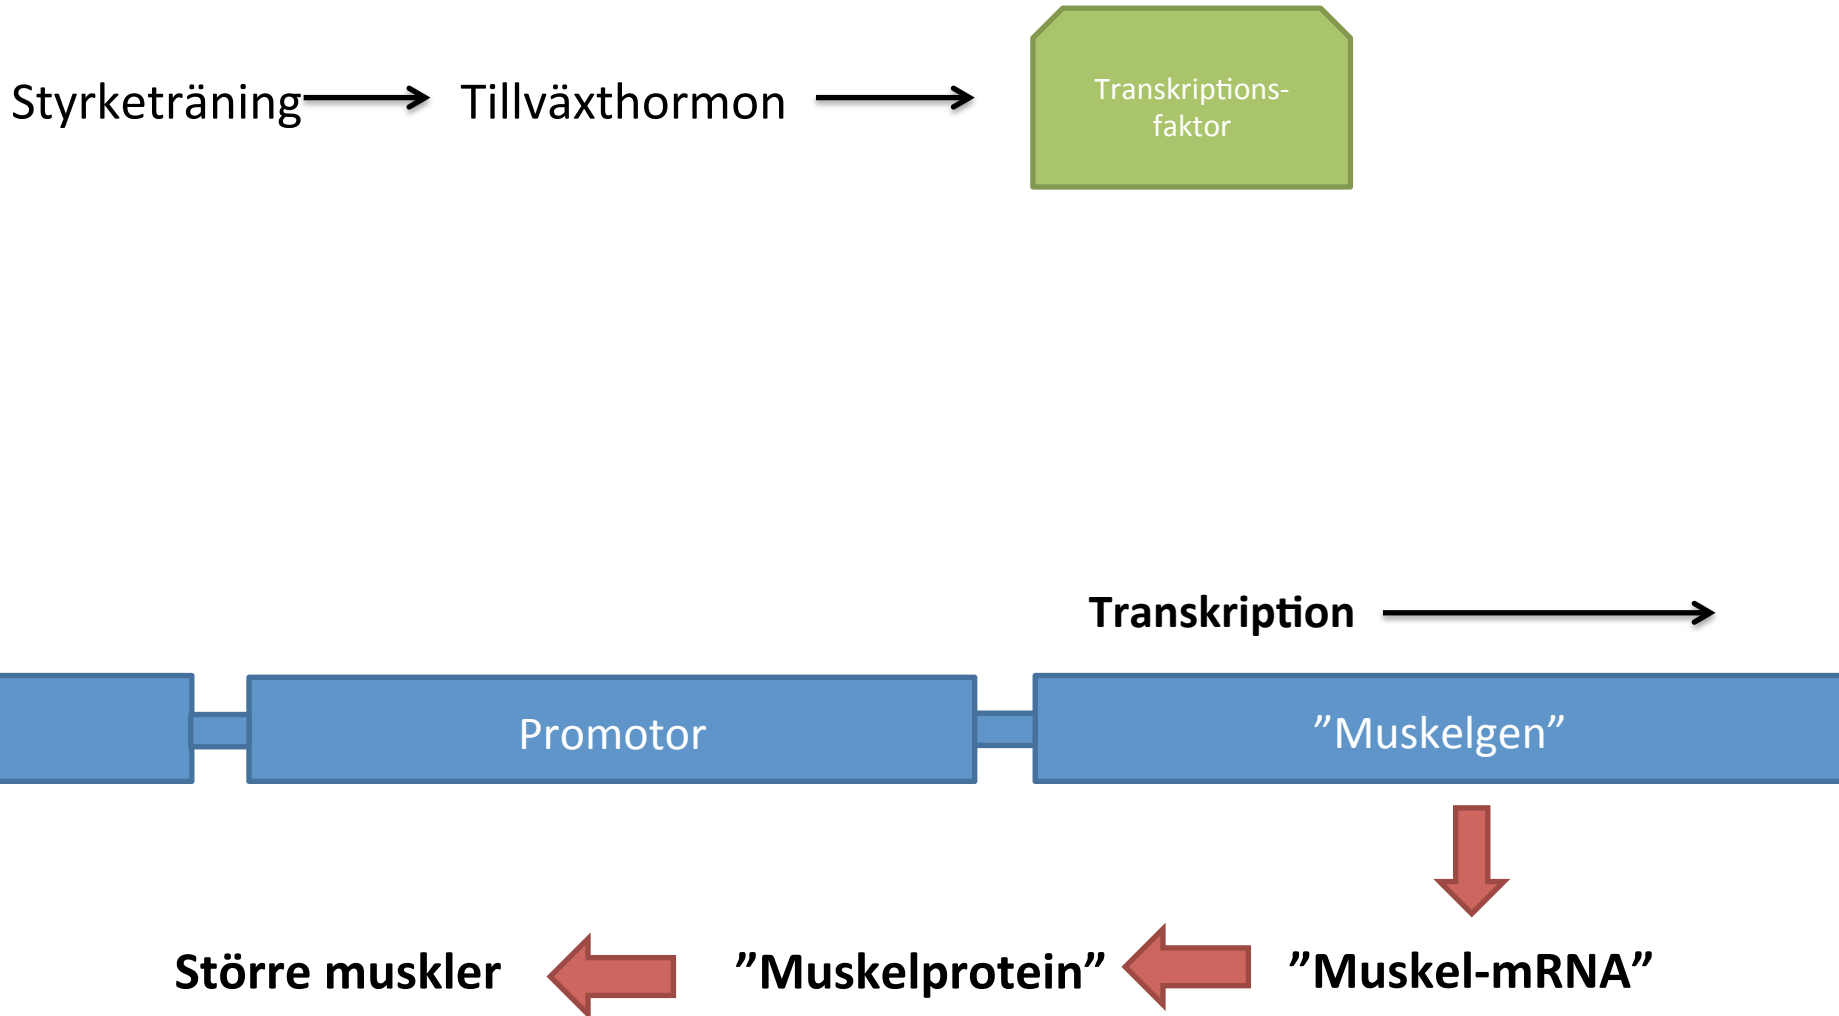 Styrketräning
Tillväxthormon
Transkriptions-
faktor
Transkription
Promotor
”Muskelgen”
Större muskler
”Muskelprotein”
”Muskel-mRNA”